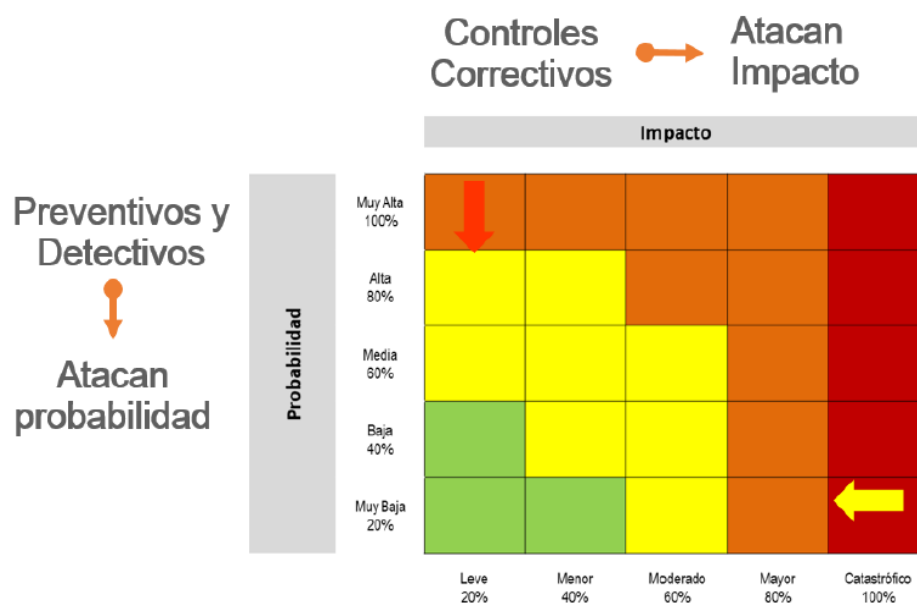 Controles
Correctivos
Atacan
Impacto
Impacto
Preventivos y
Detectivos
Atacan
probabilidad
Probabilidad
Muy Alta
100%
Alta
80%
Media
60%
Baja
40%
Muy Baja
20%
Leve
20%
Menor
40%
Moderado
60%
Mayor
80%
Catastrófico
100%